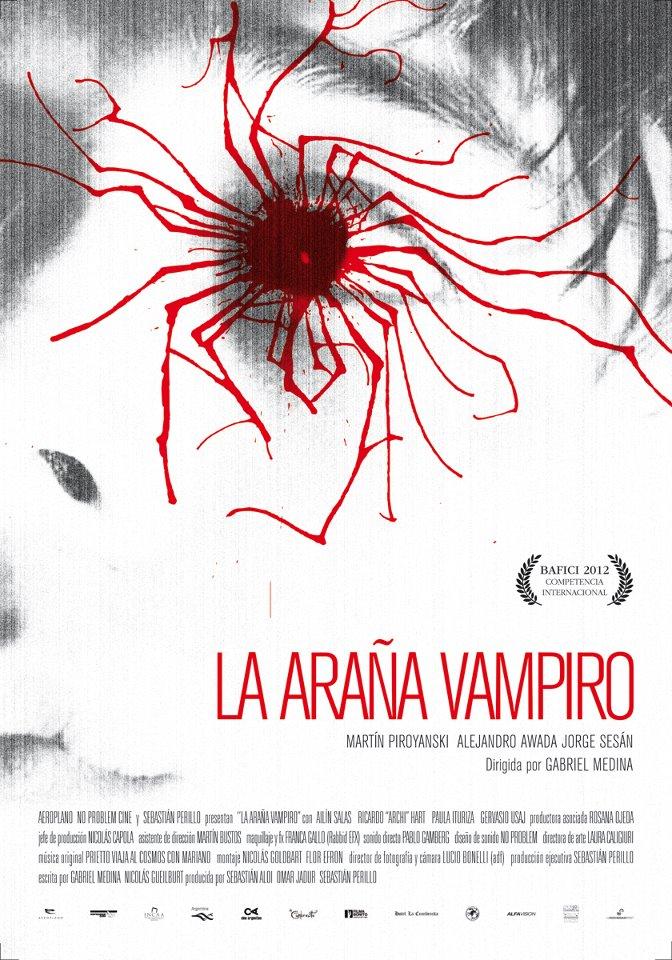 BAFICI 2012
COMPETENCIA
INTERNACIONAL
LA ARAÑA VAMPIRO
MARTÍN PIROYANSKI ALEJANDRO AWADA JORGE SESÁN
Dirigida por GABRIEL MEDINA
AEROPLANO NO PROBLEM CINE y SEBASTIÁN PERILLO presentan "LA ARAÑA VAMPIRO" con AILÍN SALAS RICARDO "ARCHI" HART PAULA ITURIZA GERVASIO USAJ productora asociada ROSANA OJEDA
jefe de producción NICOLÁS CAPOLA asistente de dirección MARTÍN BUSTOS maquillaje y fx FRANCA GALLO (Rabbid EFX) sonido directo PABLO GAMBERG diseño de sonido NO PROBLEM directora de arte LAURA CALIGIURI
música original PRIETTO VIAJA AL COSMOS CON MARIANO montaje NICOLÁS GOLDBART FLOR EFRON director de fotografía y cámara LUCIO BONELLI (adf) producción ejecutiva SEBASTIÁN PERILLO
escrita por GABRIEL MEDINA NICOLÁS GUEILBURT producida por SEBASTIÁN ALOI OMAR JADUR SEBASTIÁN PERILLO
AEROPLANO INCAA Argentina ALFAVISION